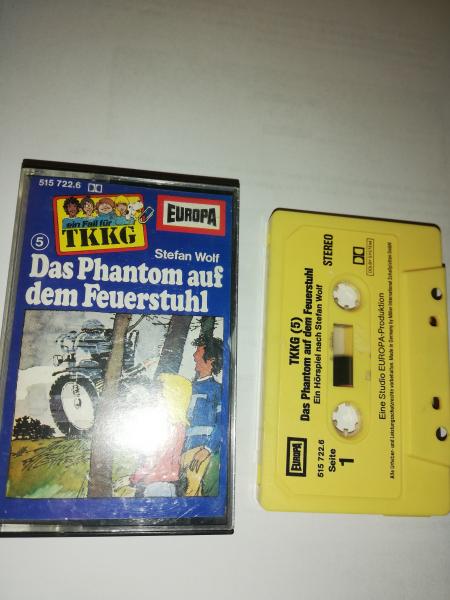 515 722.6
ein Fall für
TKKG
EUROPA
5
Stefan Wolf
Das Phantom auf
dem Feuerstuhl
TKKG (5)
Das Phantom auf dem Feuerstuhl
Ein Hörspiel nach Stefan Wolf
STEREO
DOLBY SYSTEM
EUROPA
515 722.6
Seite
1
Eine Studio EUROPA-Produktion